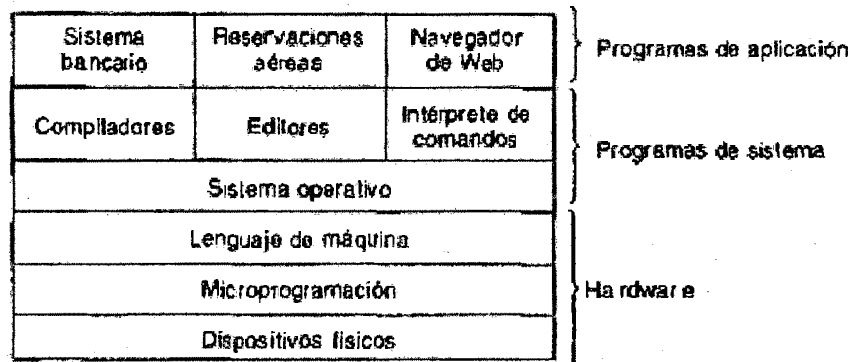 Sistema
bancario
Reservaciones
aéreas
Navegador
de Web
Programas de aplicación
Compiladores
Editores
Intérprete de
comandos
Programas de sistema
Sistema operativo
Lenguaje de máquina
Microprogramación
Hardware
Dispositivos físicos